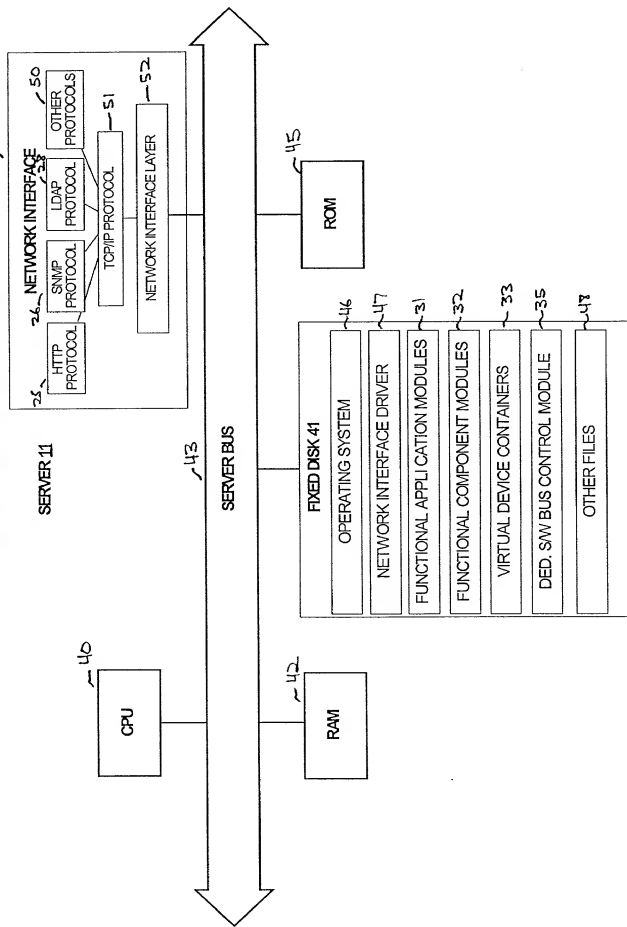 SERVER 11
NETWORK INTERFACE
25
HTTP
PROTOCOL
26
SNMP
PROTOCOL
28
LDAP
PROTOCOL
50
OTHER
PROTOCOLS
TCP/IP PROTOCOL
51
NETWORK INTERFACE LAYER
52
40
CPU
43
SERVER BUS
42
RAM
FIXED DISK 41
OPERATING SYSTEM
46
NETWORK INTERFACE DRIVER
47
FUNCTIONAL APPLICATION MODULES
31
FUNCTIONAL COMPONENT MODULES
32
VIRTUAL DEVICE CONTAINERS
33
DED. S/W BUS CONTROL MODULE
35
OTHER FILES
48
45
ROM